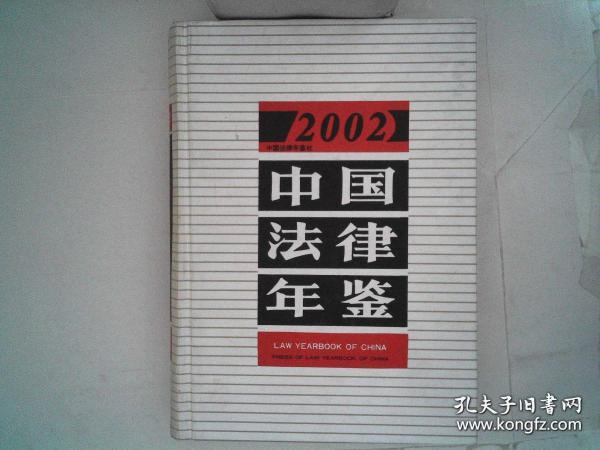 2002
中国法律年鉴社
中国
法律
年鉴
LAW YEARBOOK OF CHINA
PRESS OF LAW YEARBOOK OF CHINA
孔夫子旧书网
www.kongfz.com